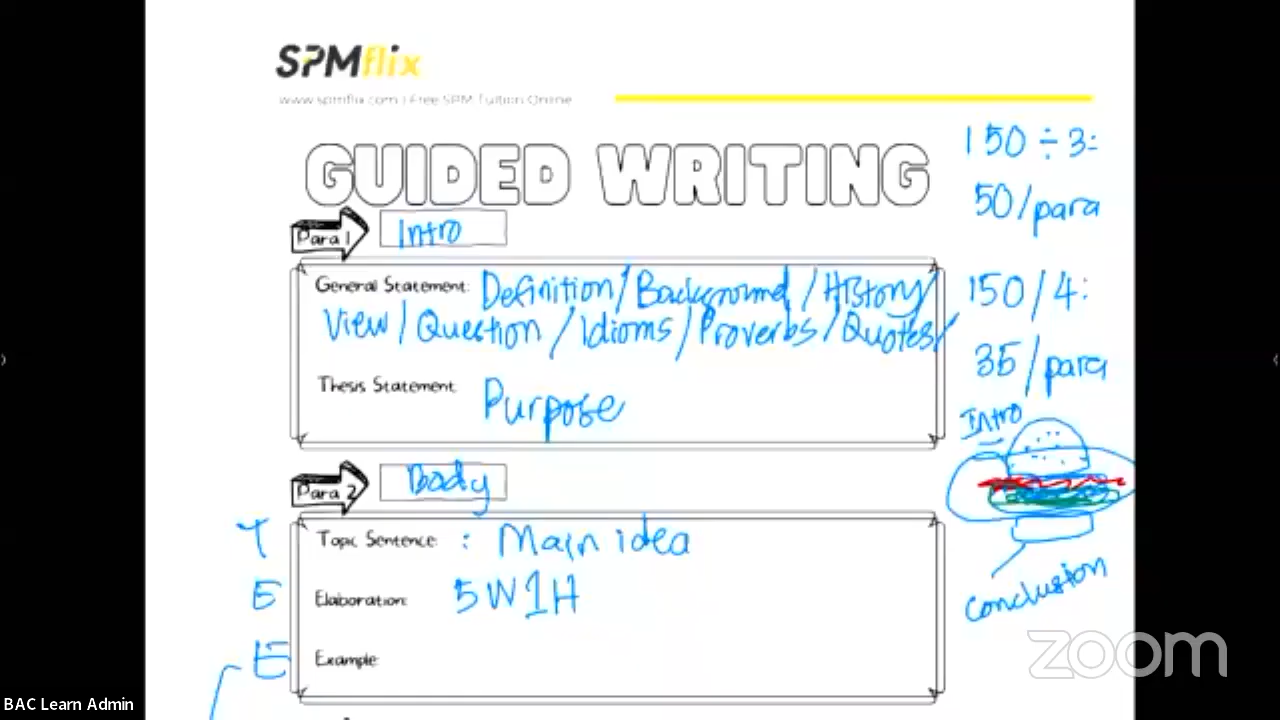 SPMflix
www.spmflix.com | Free SPM Tuition Online
GUIDED WRITING
150 ÷ 3:
50/para
Para 1
Intro
General Statement: Definition/Background/History/
View/Question/Idioms/Proverbs/Quotes/
150/4:
35/para
Thesis Statement: Purpose
Intro
Para 2
Body
T Topic Sentence: : Main idea
E Elaboration: 5W1H
E Example:
Conclusion
zoom
BAC Learn Admin